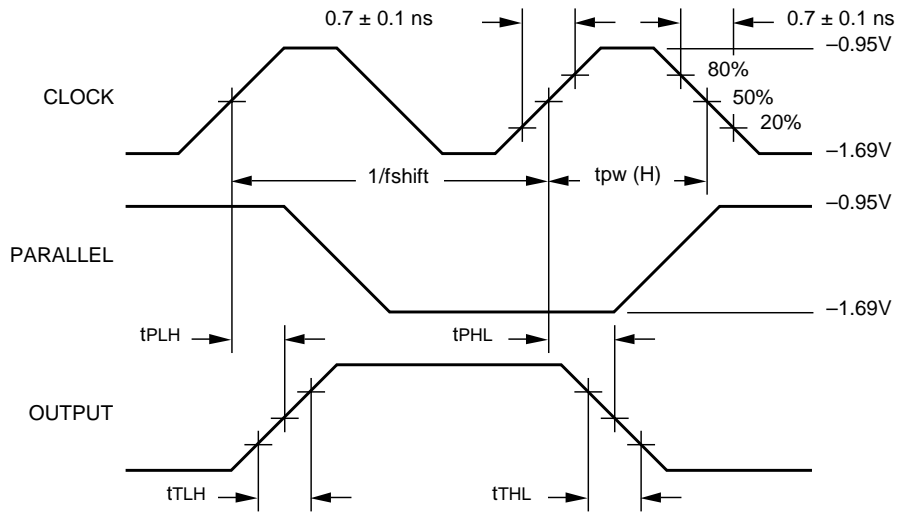 0.7 ± 0.1 ns
0.7 ± 0.1 ns
–0.95V
80%
CLOCK
50%
20%
–1.69V
1/fshift
tpw (H)
–0.95V
PARALLEL
–1.69V
tPLH
tPHL
OUTPUT
tTLH
tTHL